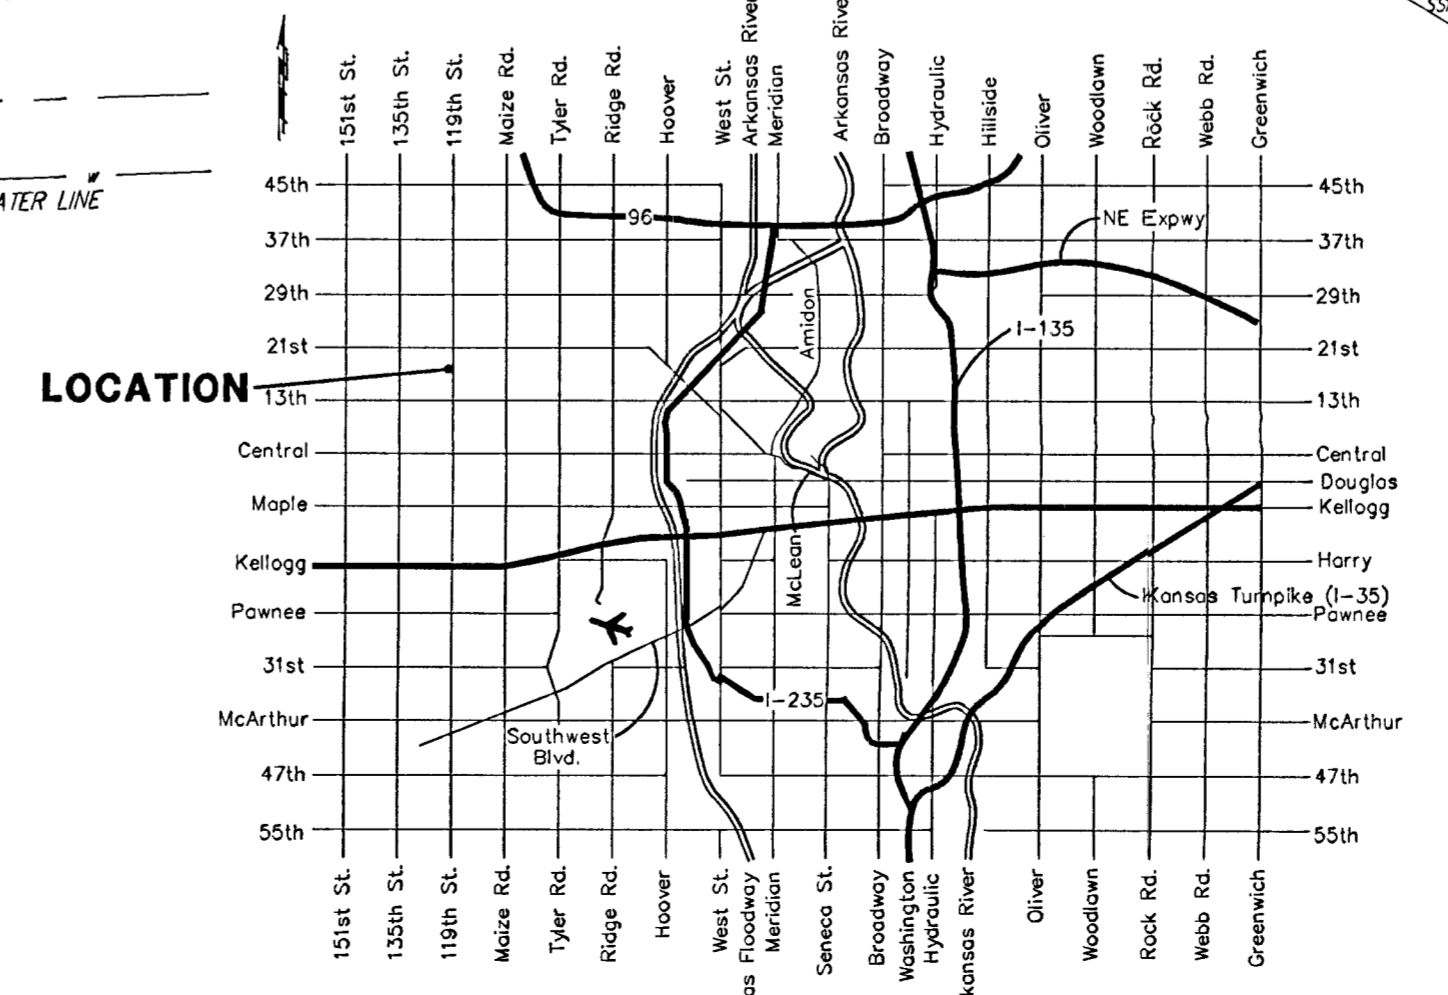 SS
W
ATER LINE
151st St.
135th St.
119th St.
Maize Rd.
Tyler Rd.
Ridge Rd.
Hoover
West St.
Arkansas River
Meridian
Arkansas Rive
Broadway
Hydraulic
Hillside
Oliver
Woodlawn
Rock Rd.
Webb Rd.
Greenwich
45th
45th
96
NE Expwy
37th
37th
29th
29th
Amidon
I-135
21st
21st
LOCATION
13th
13th
Central
Central
Douglas
Maple
Kellogg
Kellogg
Harry
McLean
Kansas Turnpike (I-35)
Pawnee
Pawnee
31st
31st
I-235
McArthur
McArthur
Southwest
Blvd.
47th
47th
55th
55th
151st St.
135th St.
119th St.
Maize Rd.
Tyler Rd.
Ridge Rd.
Hoover
West St.
as Floodway
Meridian
Seneca St.
Broadway
Washington
Hydraulic
kansas River
Oliver
Woodlawn
Rock Rd.
Webb Rd.
Greenwich